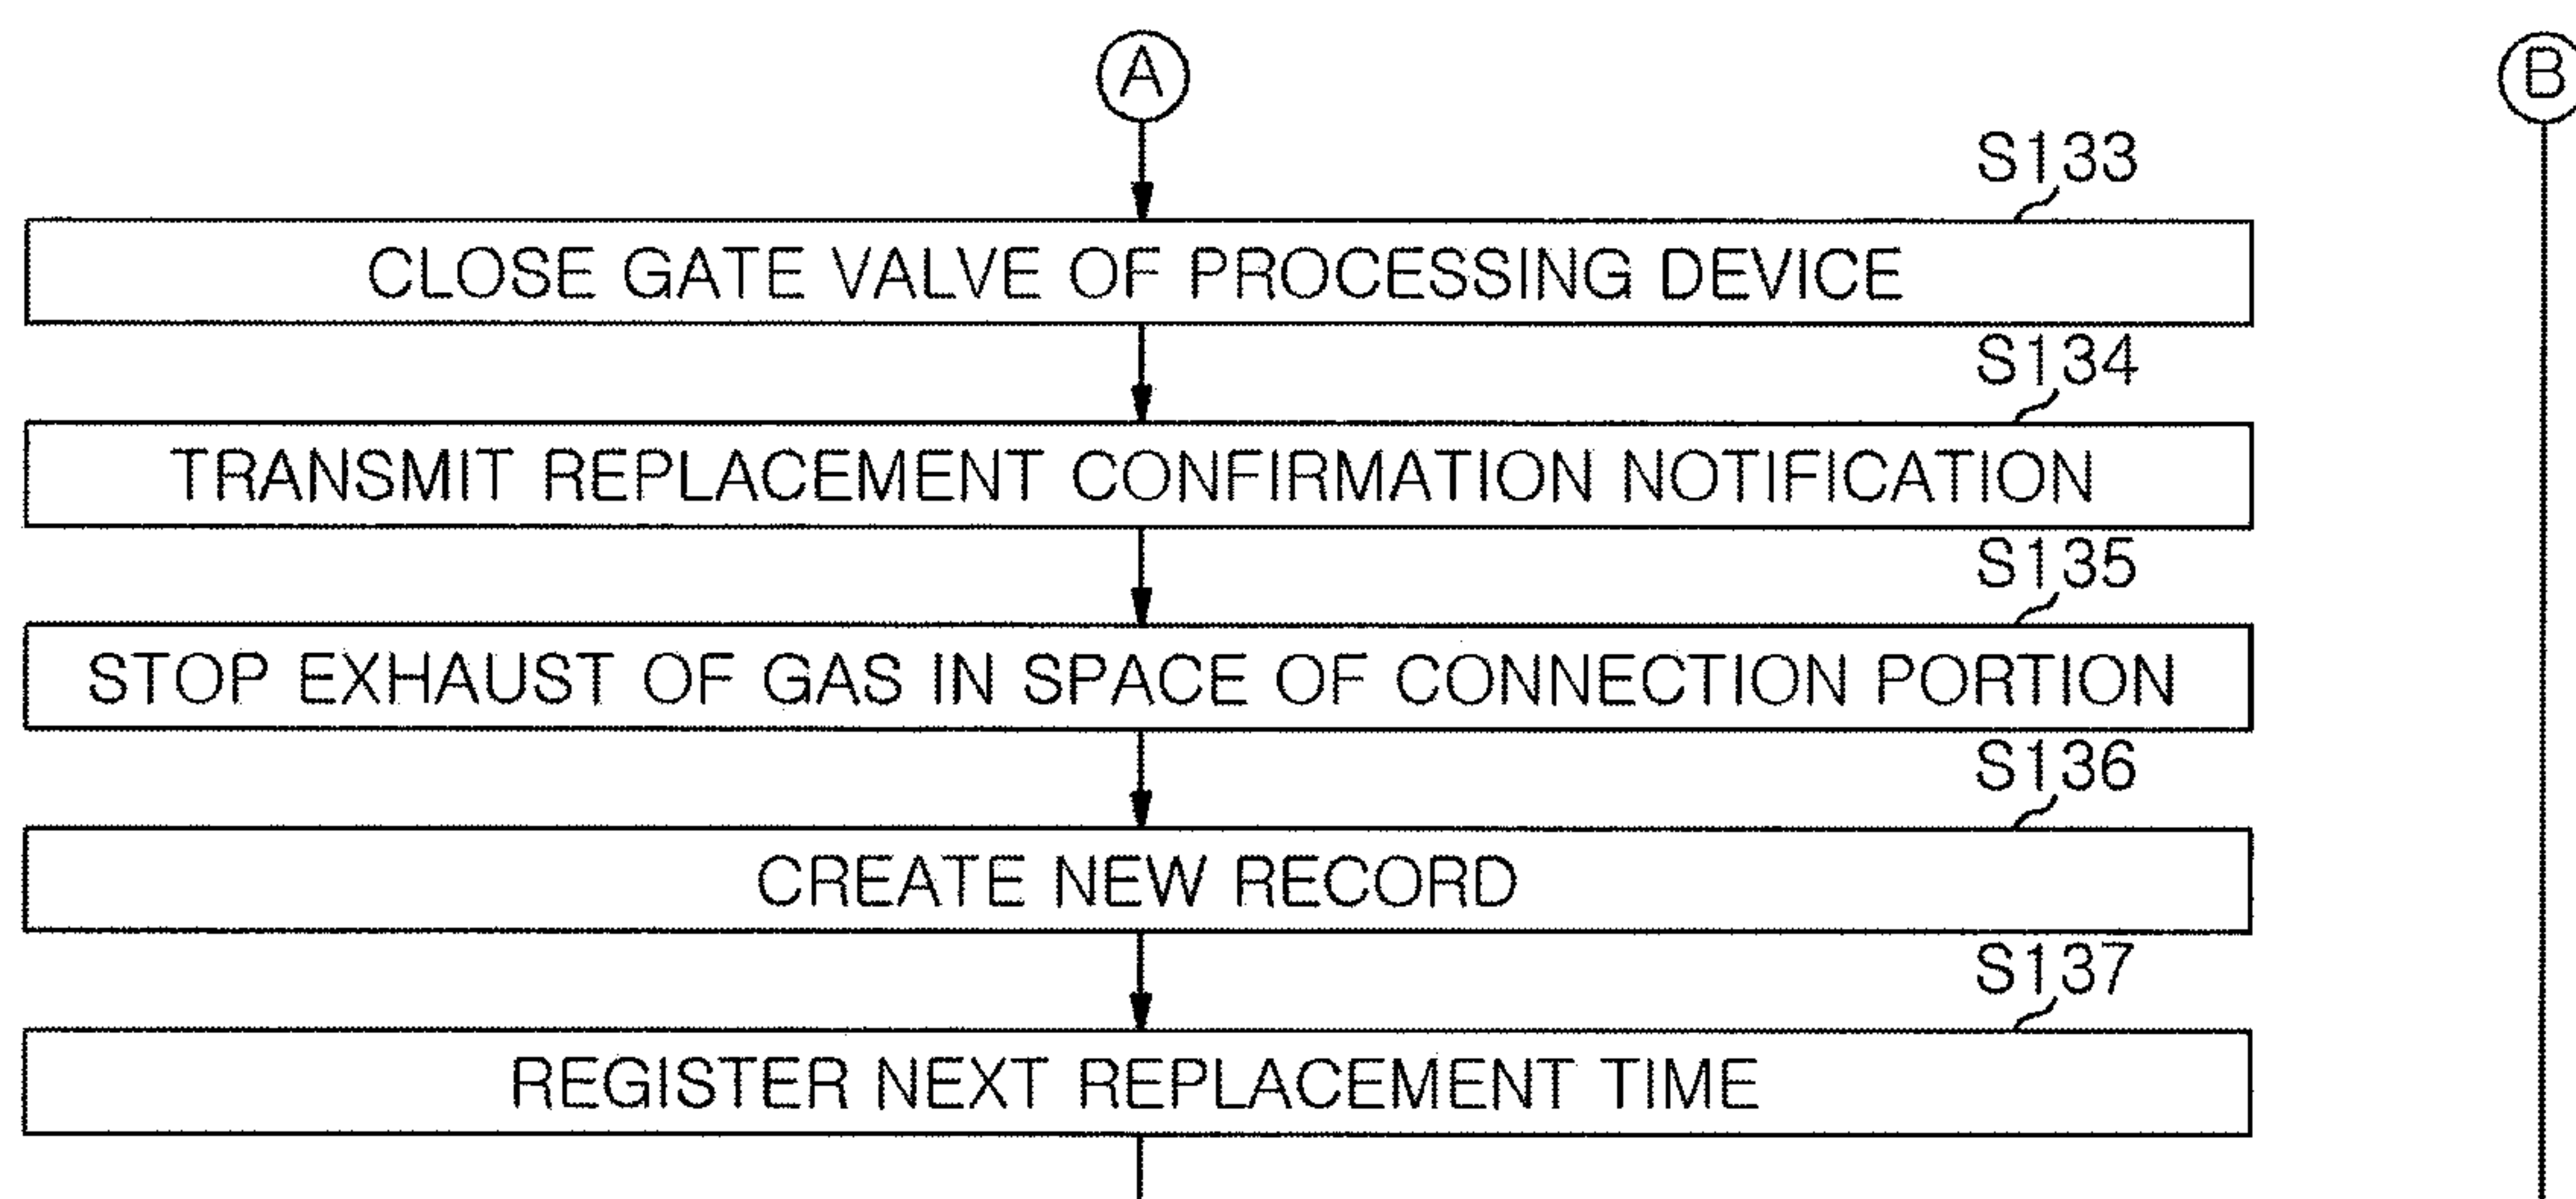 A
B
S133
CLOSE GATE VALVE OF PROCESSING DEVICE
S134
TRANSMIT REPLACEMENT CONFIRMATION NOTIFICATION
S135
STOP EXHAUST OF GAS IN SPACE OF CONNECTION PORTION
S136
CREATE NEW RECORD
S137
REGISTER NEXT REPLACEMENT TIME